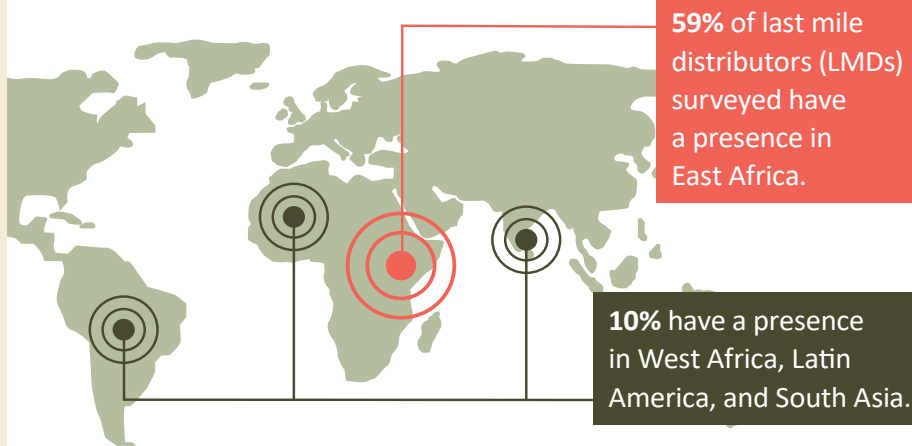 59% of last mile
distributors (LMDs)
surveyed have
a presence in
East Africa.
10% have a presence
in West Africa, Latin
America, and South Asia.